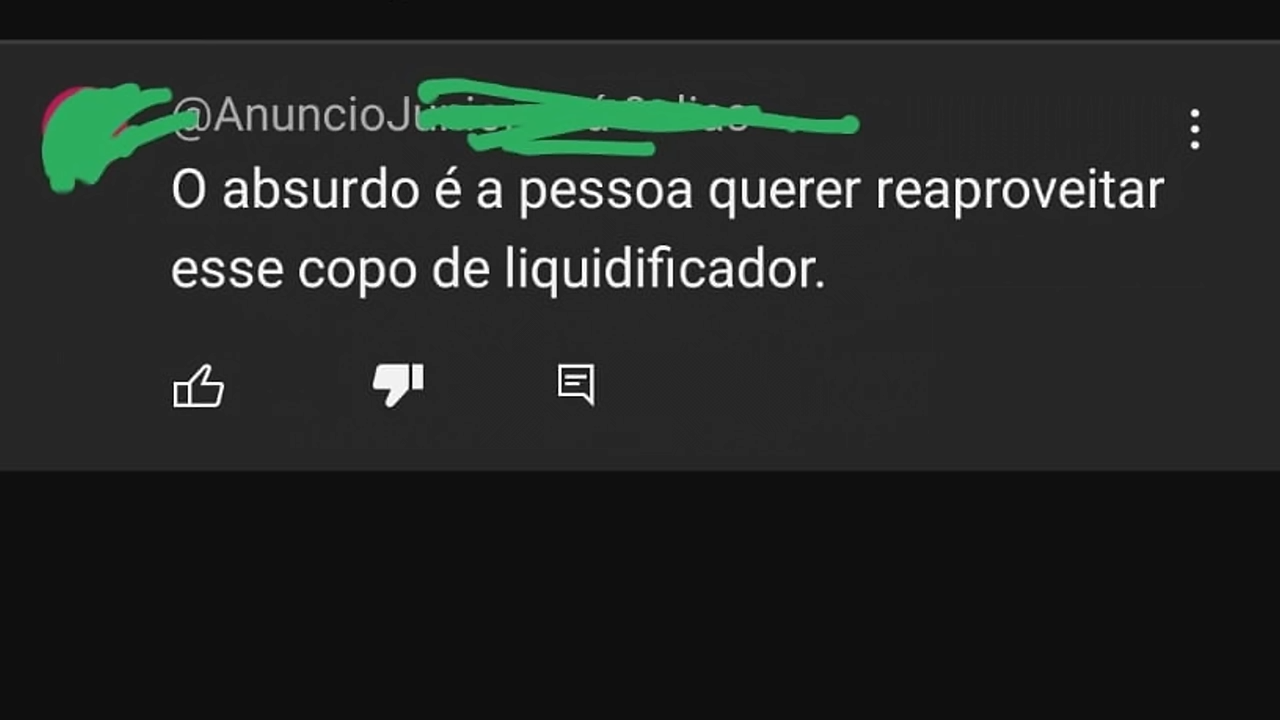 @AnuncioJu
O absurdo é a pessoa querer reaproveitar
esse copo de liquidificador.